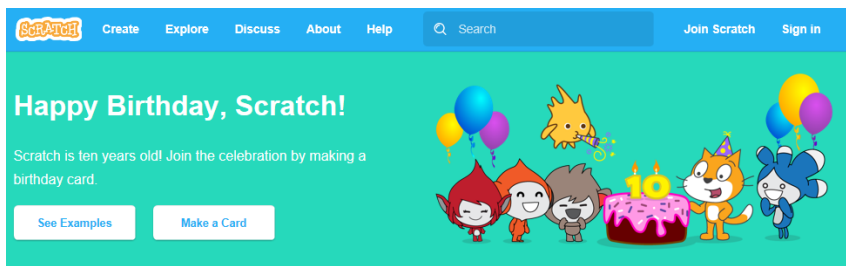 SCRATCH Create Explore Discuss About Help Search Join Scratch Sign in
Happy Birthday, Scratch!
Scratch is ten years old! Join the celebration by making a
birthday card.
See Examples Make a Card
10